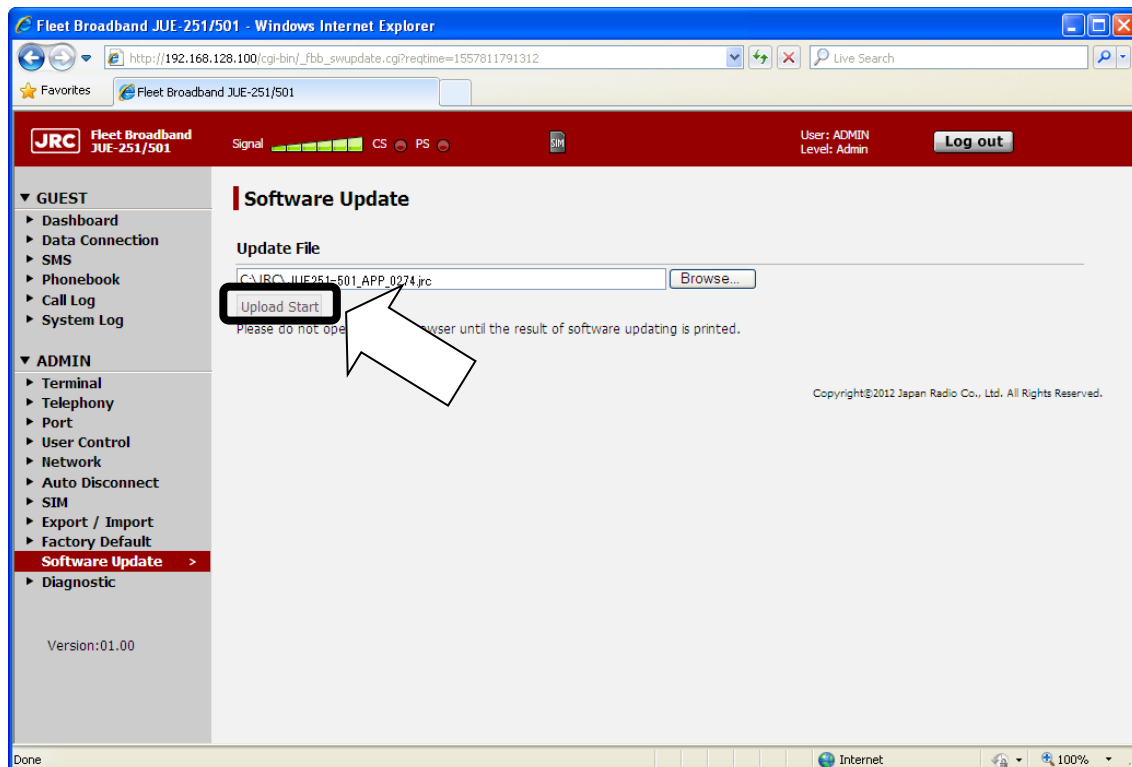 Fleet Broadband JUE-251/501 - Windows Internet Explorer
http://192.168.128.100/cgi-bin/_fbb_swupdate.cgi?reqtime=1557811791312
Live Search
Favorites
Fleet Broadband JUE-251/501
JRC
Fleet Broadband
JUE-251/501
Signal
CS
PS
SIM
User: ADMIN
Level: Admin
Log out
▼ GUEST
Dashboard
Data Connection
SMS
Phonebook
Call Log
System Log
▼ ADMIN
Terminal
Telephony
Port
User Control
Network
Auto Disconnect
SIM
Export / Import
Factory Default
Software Update >
Diagnostic
Version:01.00
Software Update
Update File
C:\JRC\JUE251-501_APP_0274.jrc
Browse...
Upload Start
Please do not ope wser until the result of software updating is printed.
Copyright©2012 Japan Radio Co., Ltd. All Rights Reserved.
Done
Internet
100%